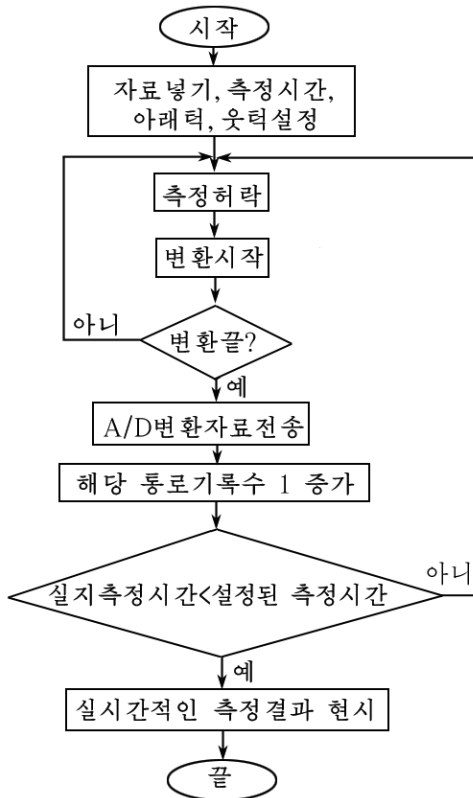 시작
자료넣기, 측정시간,
아래턱, 웃턱설정
측정허락
변환시작
아니
변환끝?
예
A/D변환자료전송
해당 통로기록수 1 증가
아니
실지측정시간<설정된 측정시간
예
실시간적인 측정결과 현시
끝